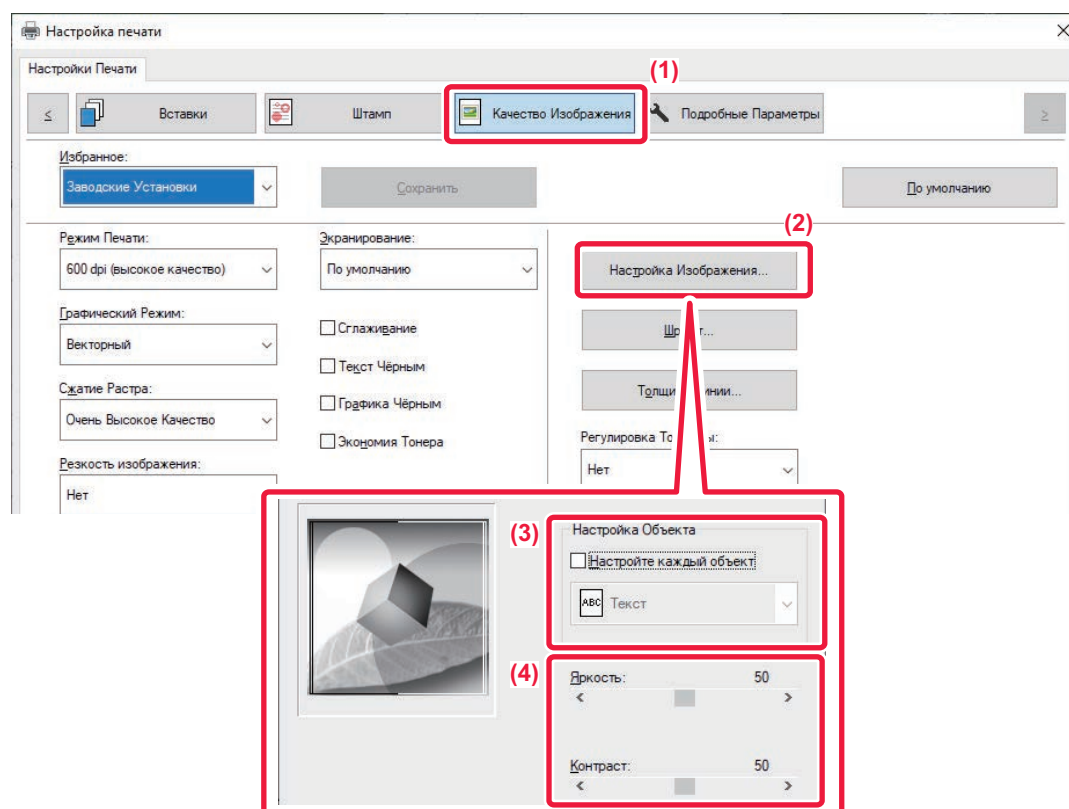 Настройка печати
Настройки Печати
(1)
Вставки
Штамп
Качество Изображения
Подробные Параметры
Избранное:
Заводские Установки
Сохранить
По умолчанию
(2)
Режим Печати:
600 dpi (высокое качество)
Экранирование:
По умолчанию
Настройка Изображения...
Графический Режим:
Векторный
Сглаживание
Текст Чёрным
Сжатие Растра:
Очень Высокое Качество
Графика Чёрным
Экономия Тонера
Регулировка
Нет
Резкость изображения:
Нет
(3)
Настройка Объекта
Настройте каждый объект
ABC Текст
(4)
Яркость: 50
Контраст: 50